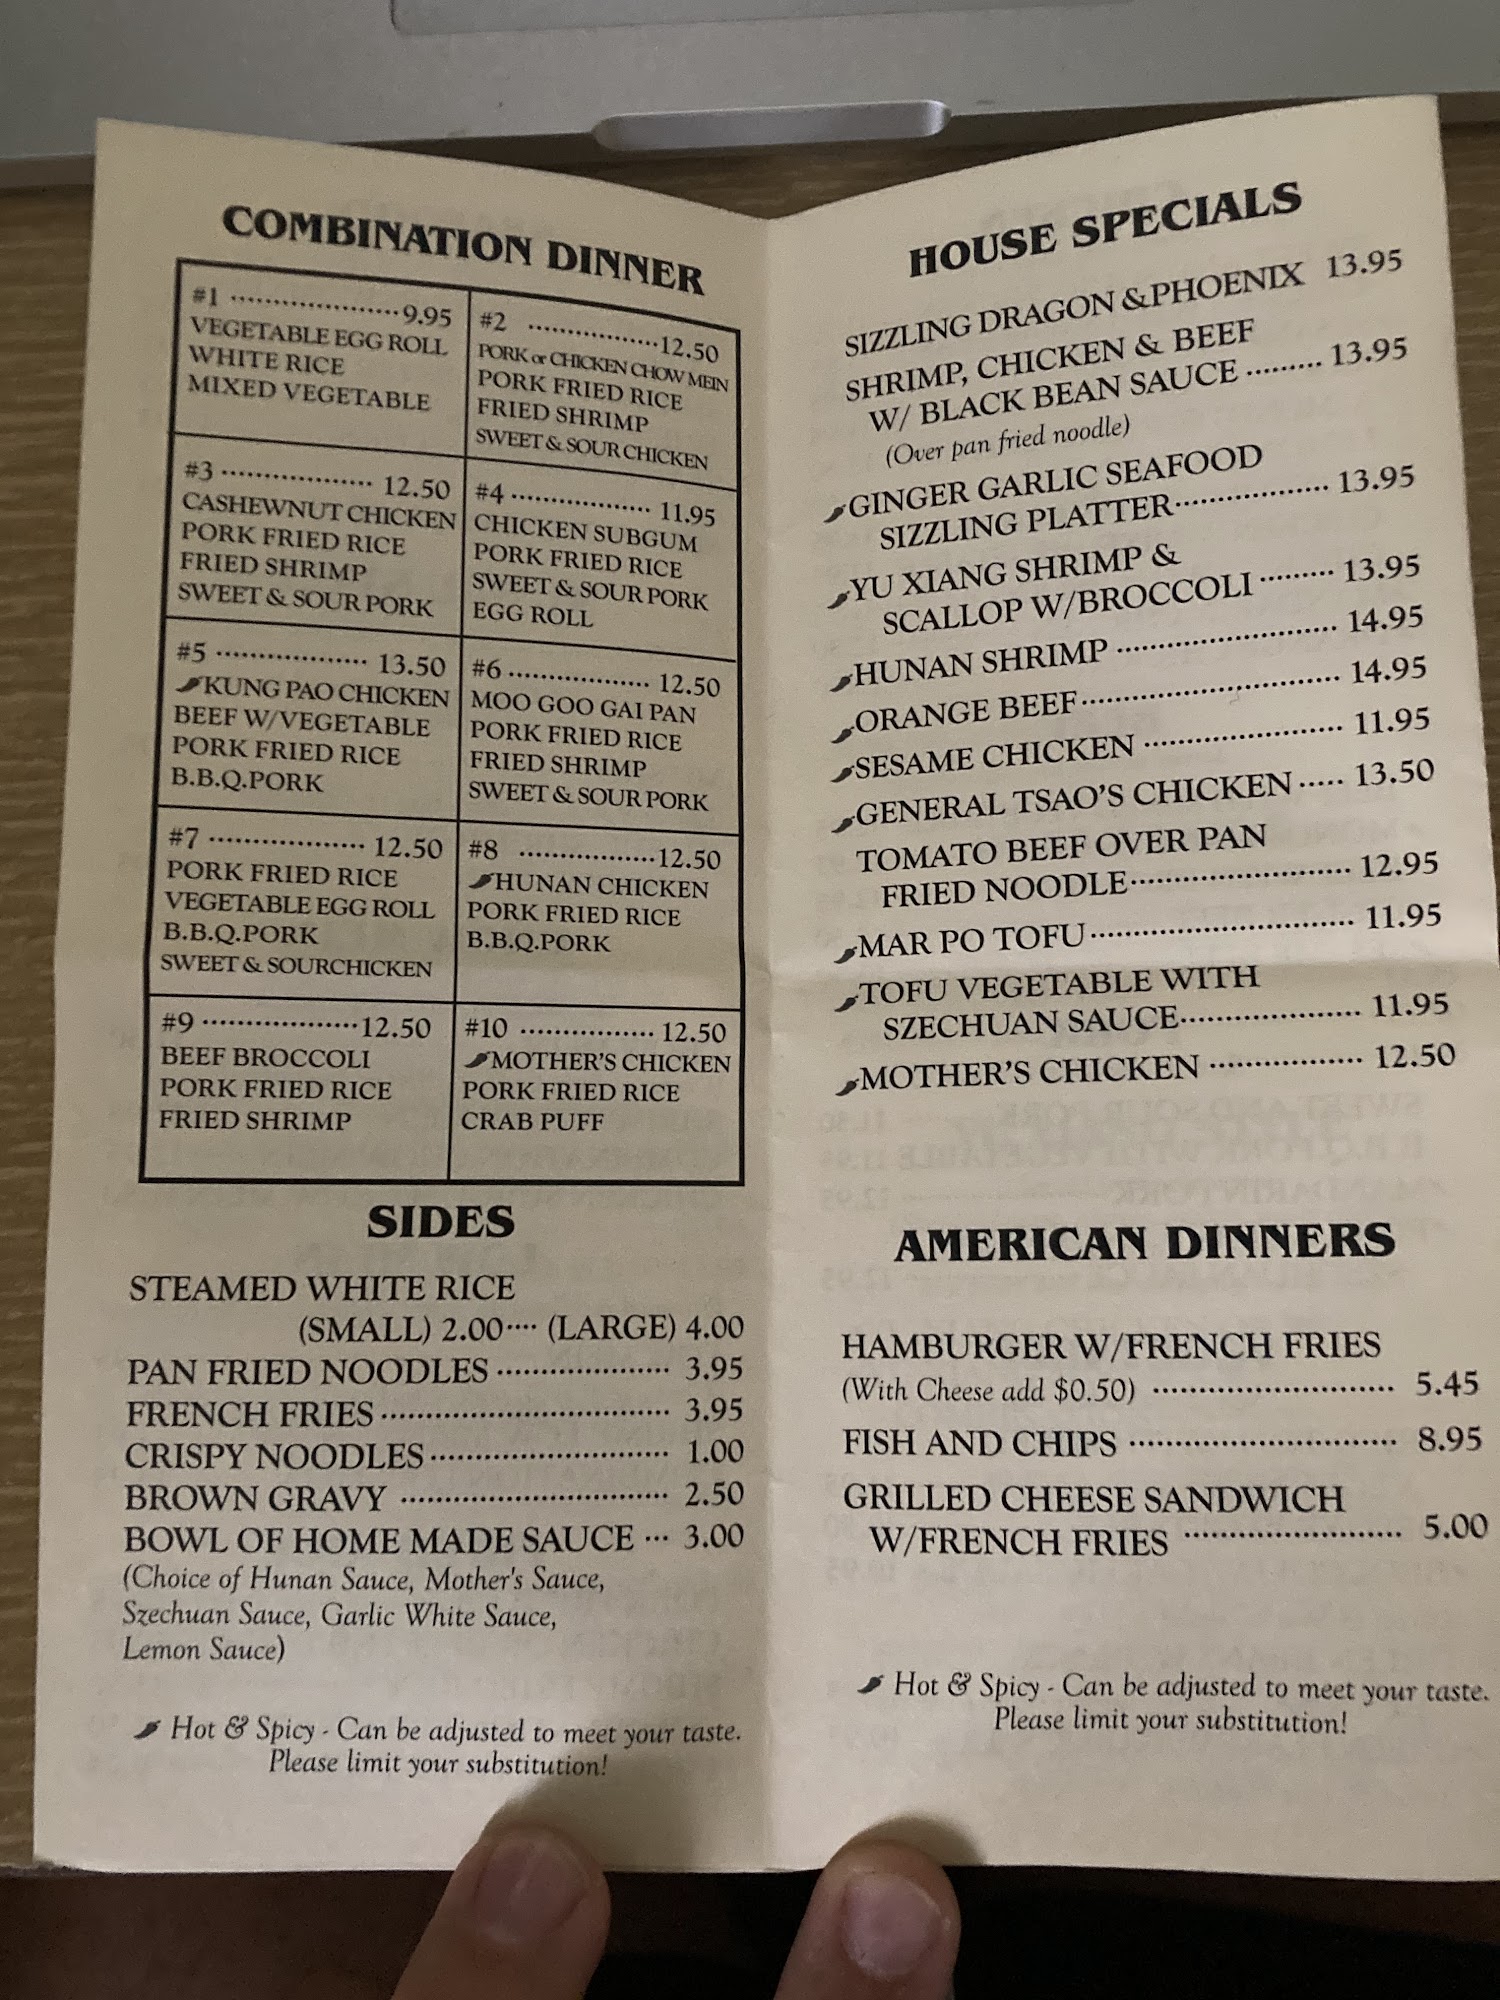 COMBINATION DINNER
#1 .................... 9.95
VEGETABLE EGG ROLL
WHITE RICE
MIXED VEGETABLE
#2 ................. 12.50
PORK or CHICKEN CHOW MEIN
PORK FRIED RICE
FRIED SHRIMP
SWEET & SOUR CHICKEN
#3 .................. 12.50
CASHEWNUT CHICKEN
PORK FRIED RICE
FRIED SHRIMP
SWEET & SOUR PORK
#4 ................. 11.95
CHICKEN SUBGUM
PORK FRIED RICE
SWEET & SOUR PORK
EGG ROLL
#5 .................. 13.50
KUNG PAO CHICKEN
BEEF W/VEGETABLE
PORK FRIED RICE
B.B.Q.PORK
#6 ................. 12.50
MOO GOO GAI PAN
PORK FRIED RICE
FRIED SHRIMP
SWEET & SOUR PORK
#7 .................. 12.50
PORK FRIED RICE
VEGETABLE EGG ROLL
B.B.Q.PORK
SWEET & SOURCHICKEN
#8 ................. 12.50
HUNAN CHICKEN
PORK FRIED RICE
B.B.Q.PORK
#9 ................... 12.50
BEEF BROCCOLI
PORK FRIED RICE
FRIED SHRIMP
#10 ................ 12.50
MOTHER'S CHICKEN
PORK FRIED RICE
CRAB PUFF
SIDES
STEAMED WHITE RICE
(SMALL) 2.00 .... (LARGE) 4.00
PAN FRIED NOODLES .................... 3.95
FRENCH FRIES .................................. 3.95
CRISPY NOODLES ............................ 1.00
BROWN GRAVY ............................... 2.50
BOWL OF HOME MADE SAUCE ... 3.00
(Choice of Hunan Sauce, Mother's Sauce,
Szechuan Sauce, Garlic White Sauce,
Lemon Sauce)
Hot & Spicy - Can be adjusted to meet your taste.
Please limit your substitution!
HOUSE SPECIALS
SIZZLING DRAGON &PHOENIX 13.95
SHRIMP, CHICKEN & BEEF
W/ BLACK BEAN SAUCE ......... 13.95
(Over pan fried noodle)
GINGER GARLIC SEAFOOD
SIZZLING PLATTER .................. 13.95
YU XIANG SHRIMP &
SCALLOP W/BROCCOLI ......... 13.95
HUNAN SHRIMP .......................... 14.95
ORANGE BEEF ............................... 14.95
SESAME CHICKEN ........................ 11.95
GENERAL TSAO'S CHICKEN ..... 13.50
TOMATO BEEF OVER PAN
FRIED NOODLE .......................... 12.95
MAR PO TOFU ............................... 11.95
TOFU VEGETABLE WITH
SZECHUAN SAUCE ..................... 11.95
MOTHER'S CHICKEN .................. 12.50
AMERICAN DINNERS
HAMBURGER W/FRENCH FRIES
(With Cheese add $0.50) ............................ 5.45
FISH AND CHIPS ............................... 8.95
GRILLED CHEESE SANDWICH
W/FRENCH FRIES ......................... 5.00
Hot & Spicy - Can be adjusted to meet your taste.
Please limit your substitution!